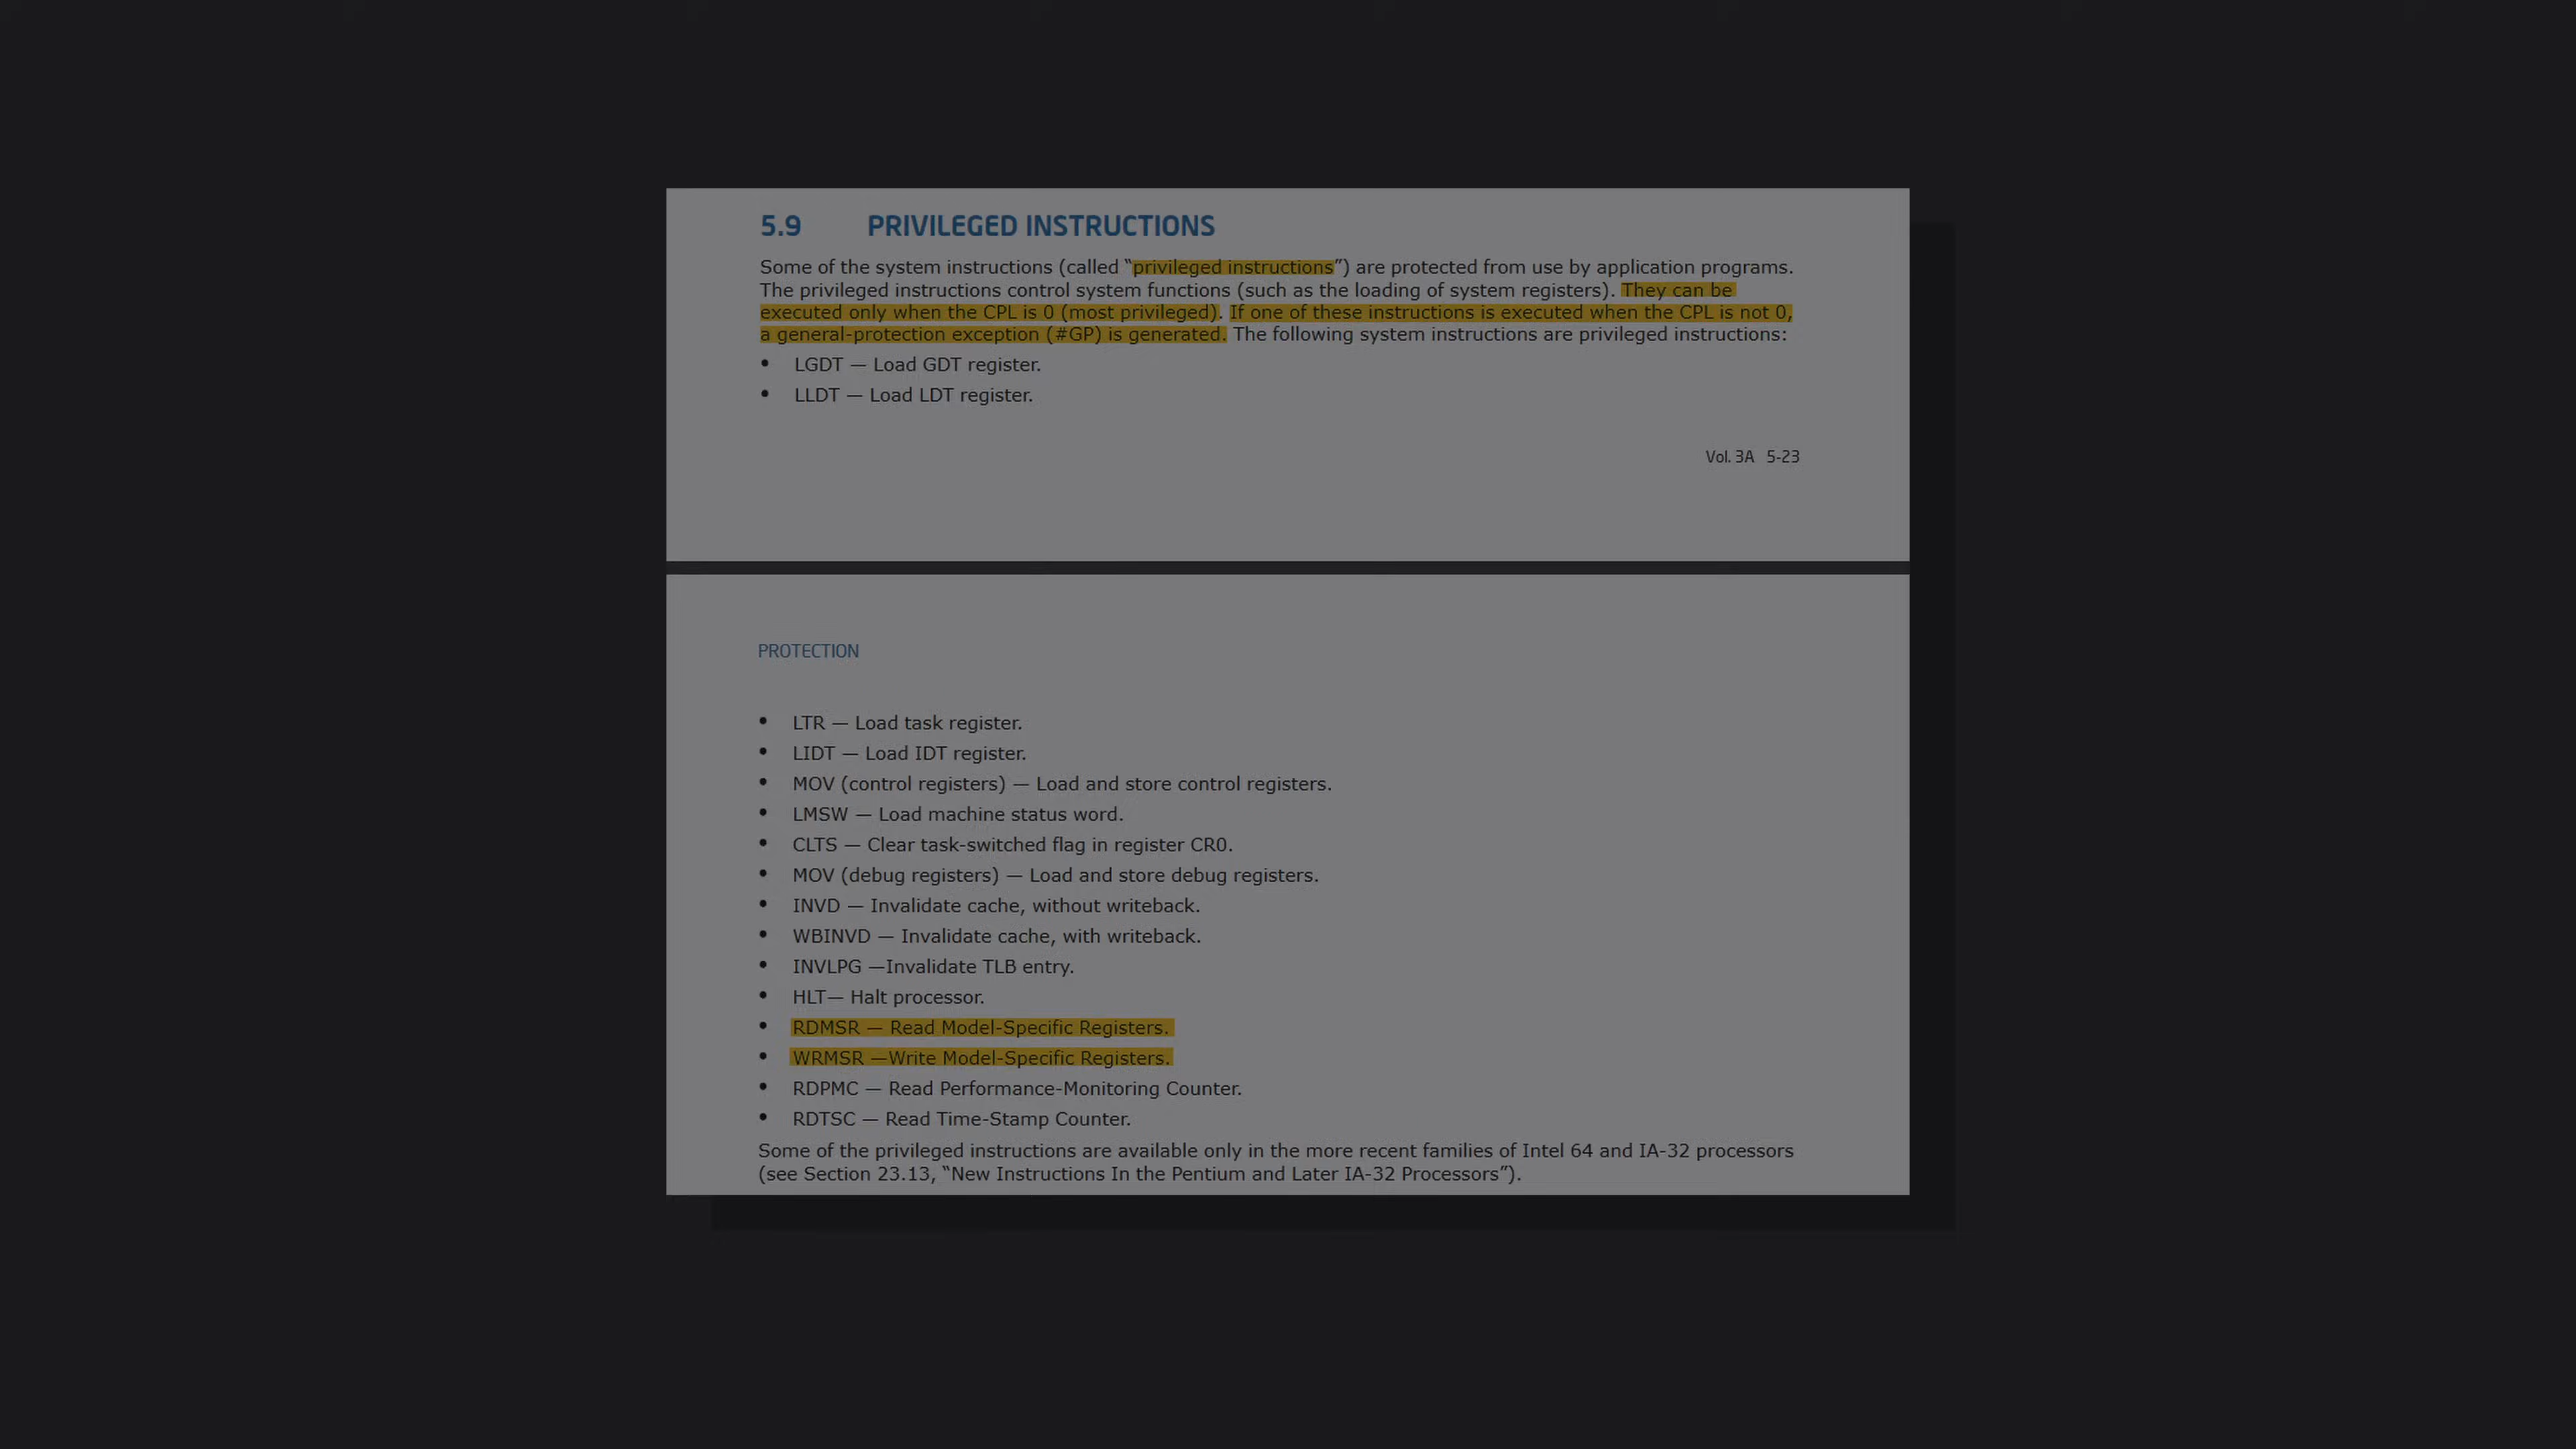 5.9 PRIVILEGED INSTRUCTIONS
Some of the system instructions (called “privileged instructions”) are protected from use by application programs.
The privileged instructions control system functions (such as the loading of system registers). They can be
executed only when the CPL is 0 (most privileged). If one of these instructions is executed when the CPL is not 0,
a general-protection exception (#GP) is generated. The following system instructions are privileged instructions:
• LGDT — Load GDT register.
• LLDT — Load LDT register.
Vol. 3A 5-23
PROTECTION
• LTR — Load task register.
• LIDT — Load IDT register.
• MOV (control registers) — Load and store control registers.
• LMSW — Load machine status word.
• CLTS — Clear task-switched flag in register CR0.
• MOV (debug registers) — Load and store debug registers.
• INVD — Invalidate cache, without writeback.
• WBINVD — Invalidate cache, with writeback.
• INVLPG —Invalidate TLB entry.
• HLT— Halt processor.
• RDMSR — Read Model-Specific Registers.
• WRMSR —Write Model-Specific Registers.
• RDPMC — Read Performance-Monitoring Counter.
• RDTSC — Read Time-Stamp Counter.
Some of the privileged instructions are available only in the more recent families of Intel 64 and IA-32 processors
(see Section 23.13, “New Instructions In the Pentium and Later IA-32 Processors”).